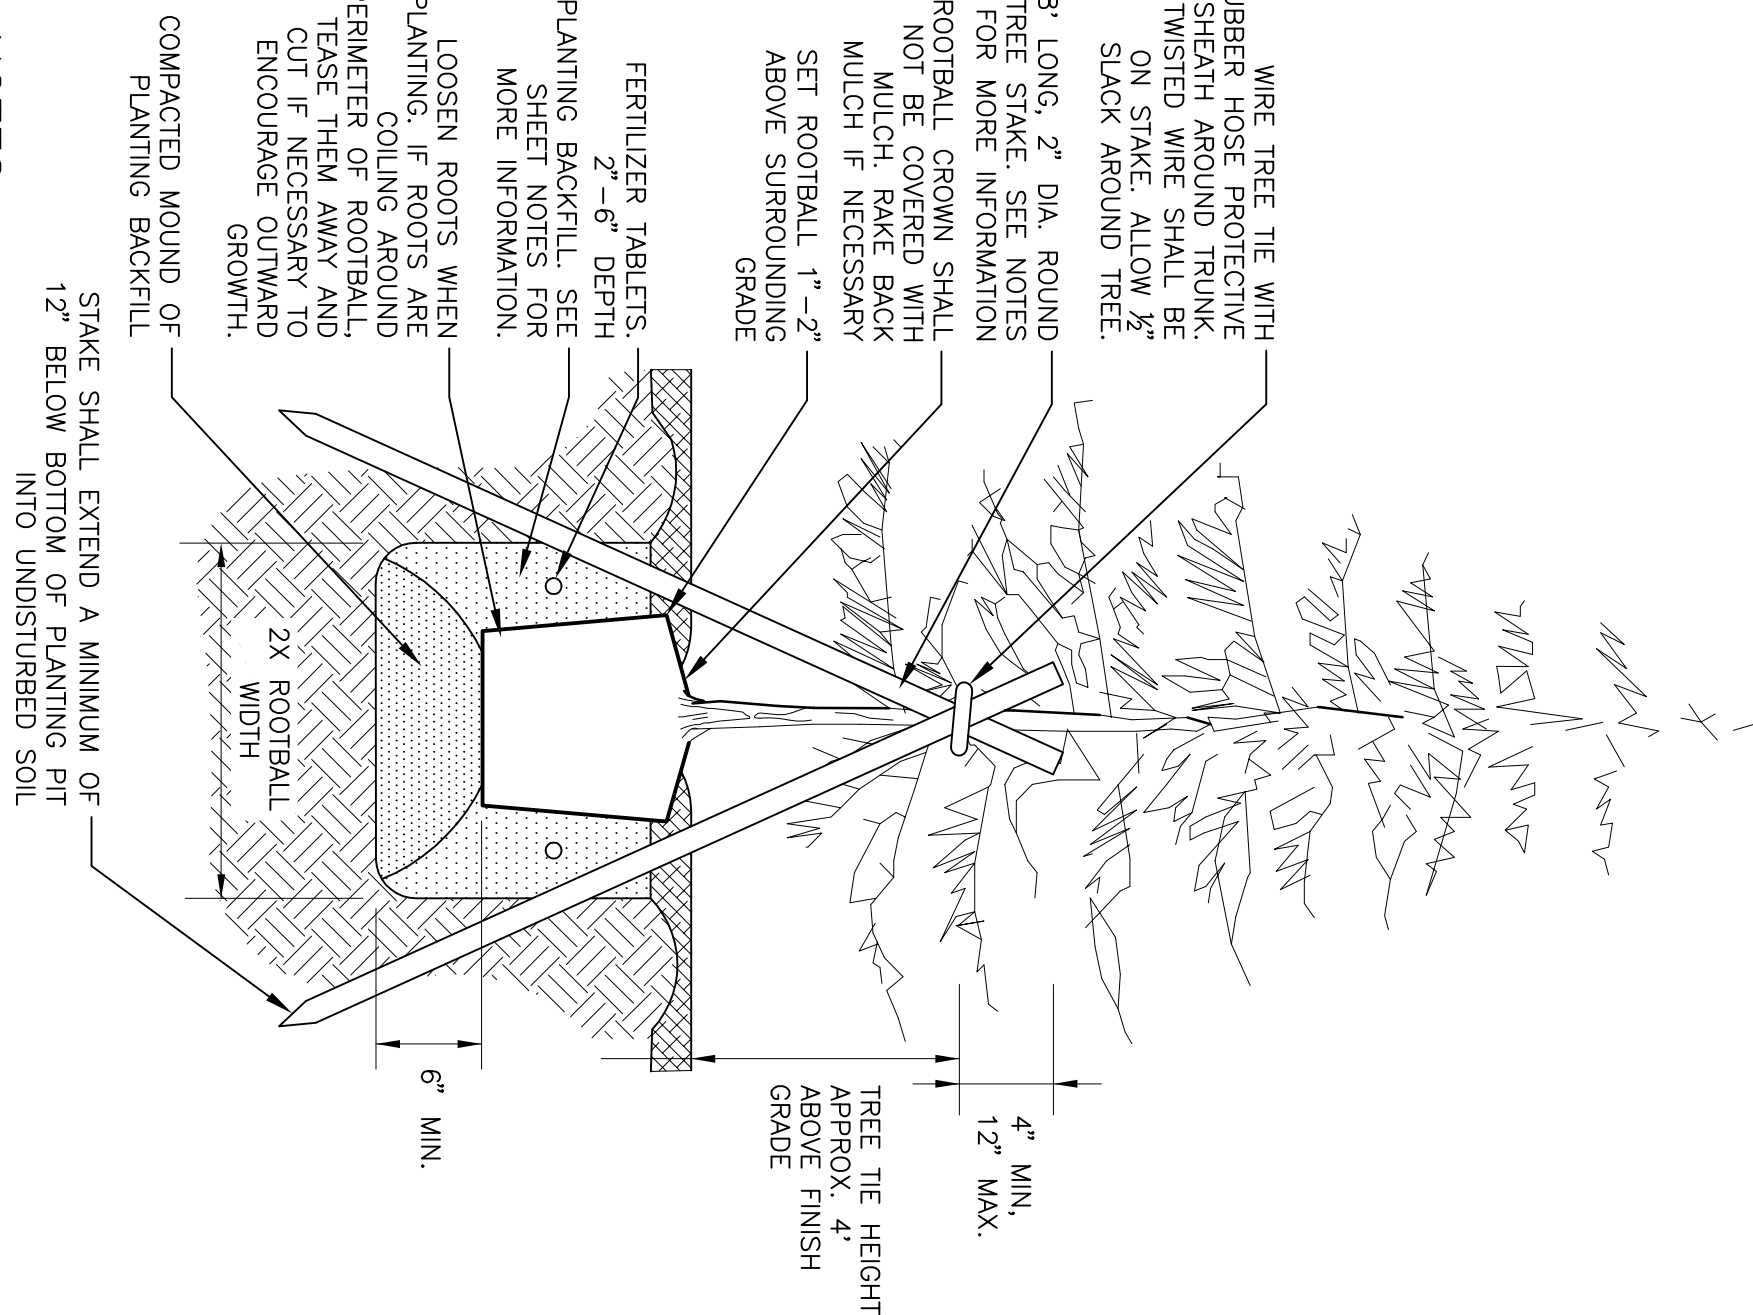 WIRE TREE TIE WITH
UBBER HOSE PROTECTIVE
SHEATH AROUND TRUNK.
TWISTED WIRE SHALL BE
ON STAKE. ALLOW ½"
SLACK AROUND TREE.
LONG, 2" DIA. ROUND
TREE STAKE. SEE NOTES
FOR MORE INFORMATION
ROOTBALL CROWN SHALL
NOT BE COVERED WITH
MULCH. RAKE BACK
MULCH IF NECESSARY
SET ROOTBALL 1"-2"
ABOVE SURROUNDING
GRADE
FERTILIZER TABLETS.
2"-6" DEPTH
PLANTING BACKFILL. SEE
SHEET NOTES FOR
MORE INFORMATION.
LOOSEN ROOTS WHEN
PLANTING. IF ROOTS ARE
COILING AROUND
PERIMETER OF ROOTBALL,
TEASE THEM AWAY AND
CUT IF NECESSARY TO
ENCOURAGE OUTWARD
GROWTH.
COMPACTED MOUND OF
PLANTING BACKFILL
STAKE SHALL EXTEND A MINIMUM OF
12" BELOW BOTTOM OF PLANTING PIT
INTO UNDISTURBED SOIL
2X ROOTBALL
WIDTH
4" MIN,
12" MAX.
TREE TIE HEIGHT
APPROX. 4'
ABOVE FINISH
GRADE
6" MIN.